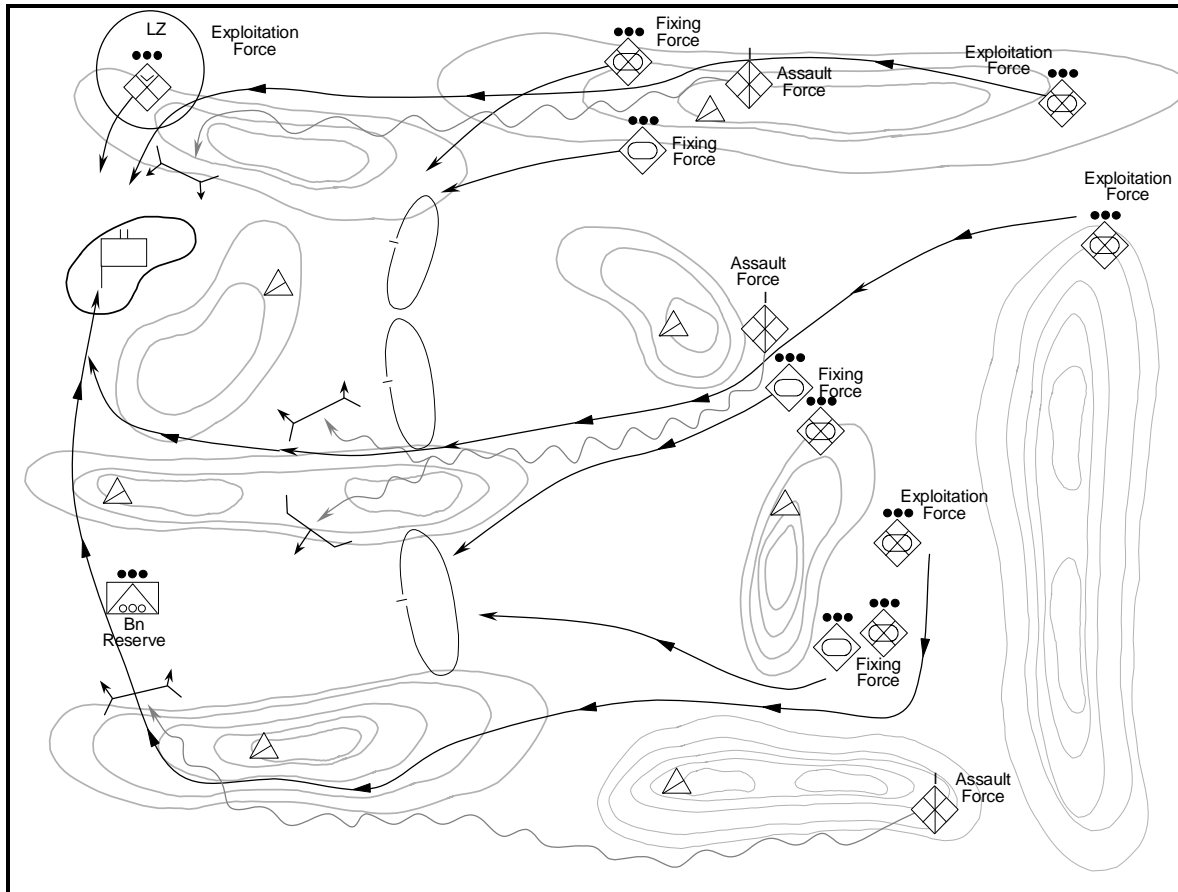 LZ
Exploitation
Force
Fixing
Force
Assault
Force
Exploitation
Force
Fixing
Force
Exploitation
Force
Assault
Force
Fixing
Force
Exploitation
Force
Bn
Reserve
Fixing
Force
Assault
Force